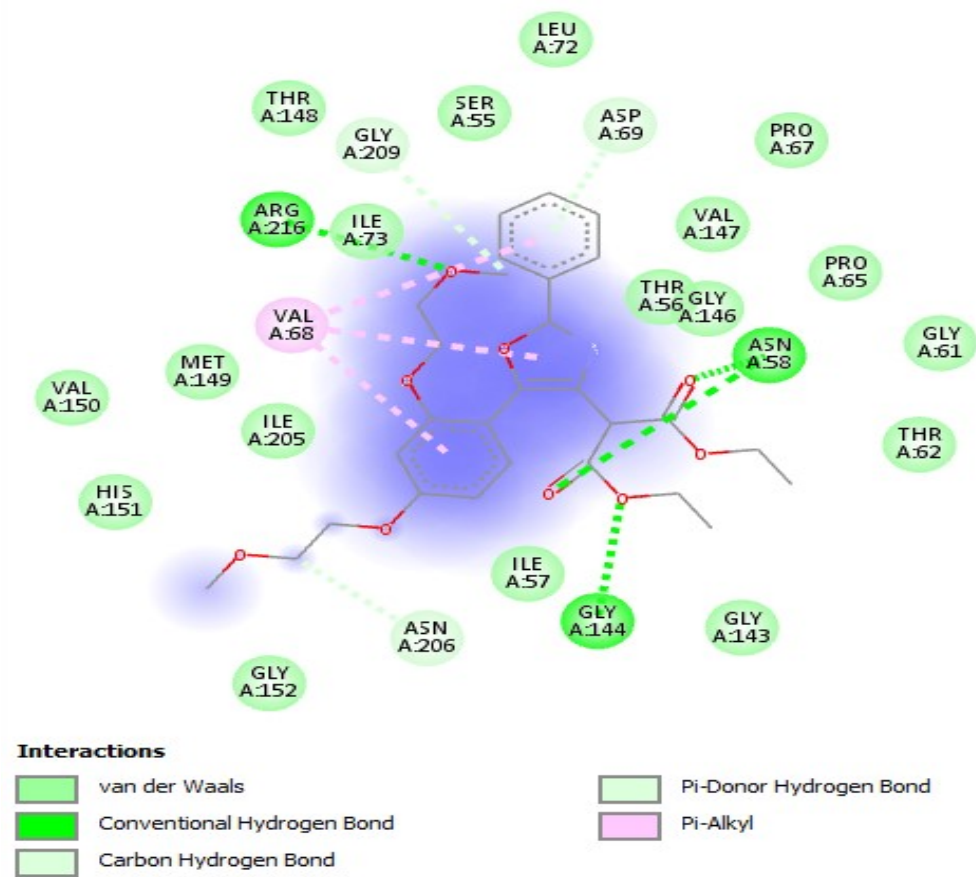 LEU
A:72
THR
A:148
SER
A:55
GLY
A:209
ASP
A:69
PRO
A:67
ARG
A:216
ILE
A:73
VAL
A:147
PRO
A:65
THR
A:56
GLY
A:146
VAL
A:68
ASN
A:58
GLY
A:61
MET
A:149
VAL
A:150
ILE
A:205
THR
A:62
HIS
A:151
ILE
A:57
GLY
A:144
GLY
A:143
ASN
A:206
GLY
A:152
O
O
O
O
O
O
O
O
O
Interactions
van der Waals
Conventional Hydrogen Bond
Carbon Hydrogen Bond
Pi-Donor Hydrogen Bond
Pi-Alkyl